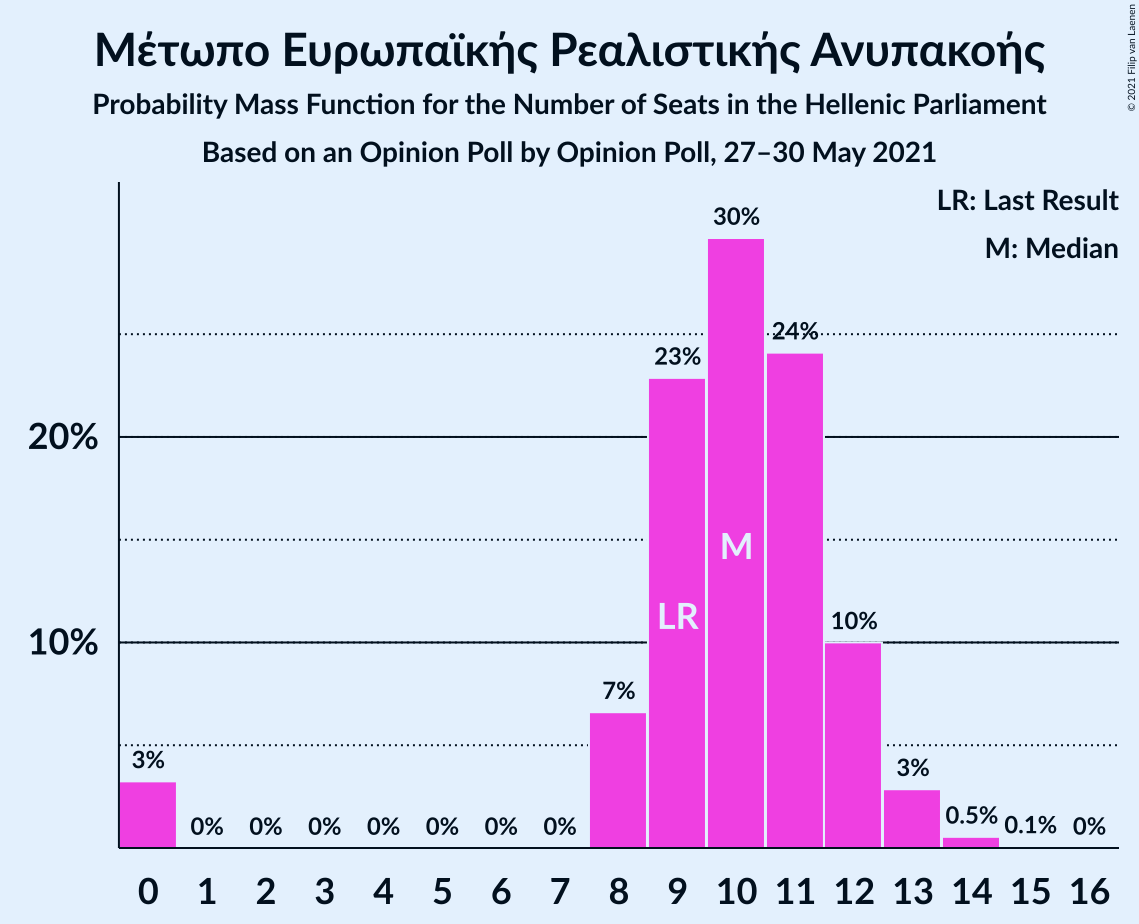 Μέτωπο Ευρωπαϊκής Ρεαλιστικής Ανυπακοής
Probability Mass Function for the Number of Seats in the Hellenic Parliament
Based on an Opinion Poll by Opinion Poll, 27–30 May 2021
© 2021 Filip van Laenen
LR: Last Result
M: Median
20%
10%
3%
0%
0%
0%
0%
0%
0%
0%
7%
23%
30%
24%
10%
3%
0.5%
0.1%
0%
LR
M
0 1 2 3 4 5 6 7 8 9 10 11 12 13 14 15 16